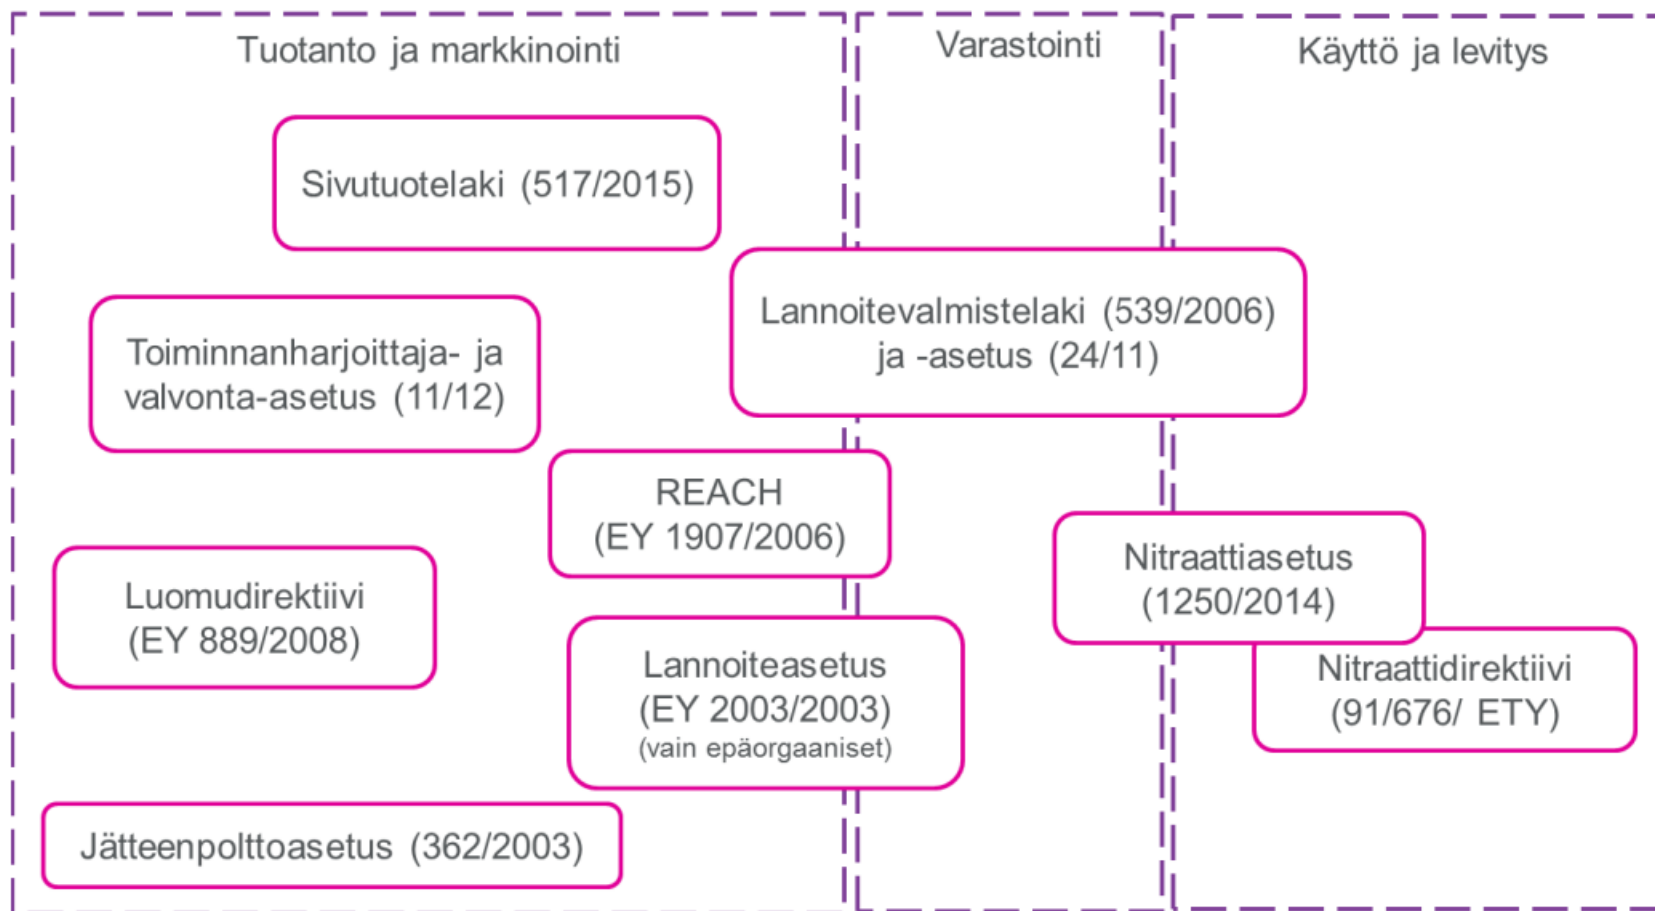 Tuotanto ja markkinointi
Varastointi
Käyttö ja levitys
Sivutuotelaki (517/2015)
Lannoitevalmistelaki (539/2006)
ja -asetus (24/11)
Toiminnanharjoittaja- ja
valvonta-asetus (11/12)
REACH
(EY 1907/2006)
Nitraattiasetus
(1250/2014)
Luomudirektiivi
(EY 889/2008)
Lannoiteasetus
(EY 2003/2003)
(vain epäorgaaniset)
Nitraattidirektiivi
(91/676/ ETY)
Jätteenpolttoasetus (362/2003)